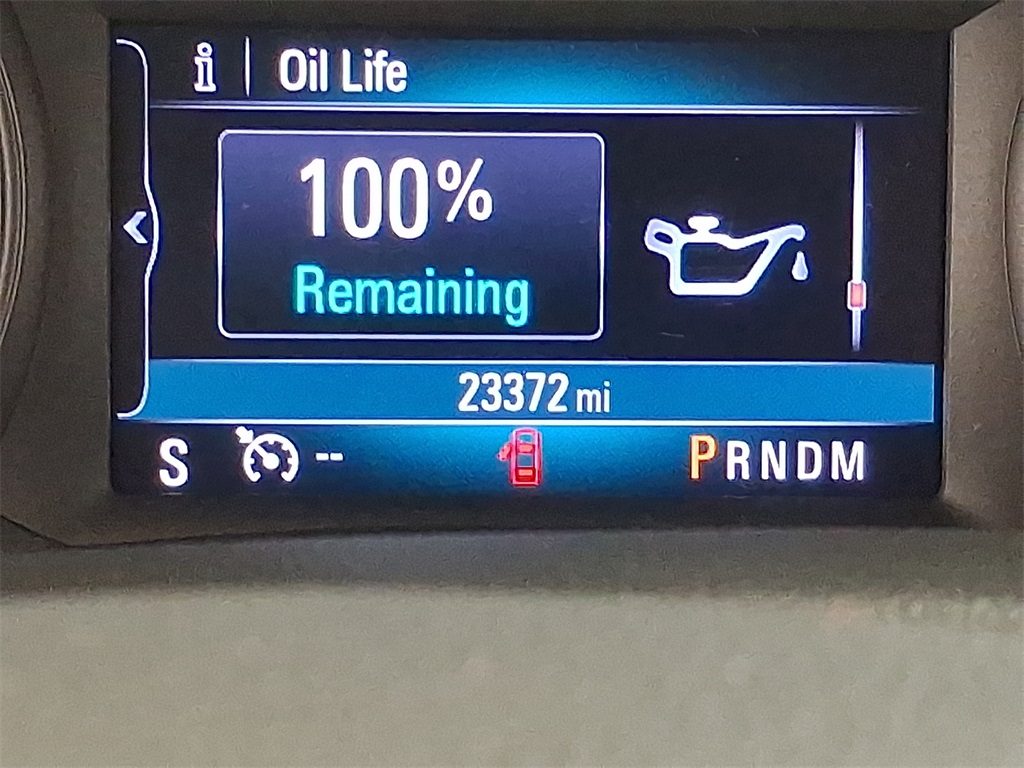 i Oil Life
100%
Remaining
23372 mi
S -- PRNDM